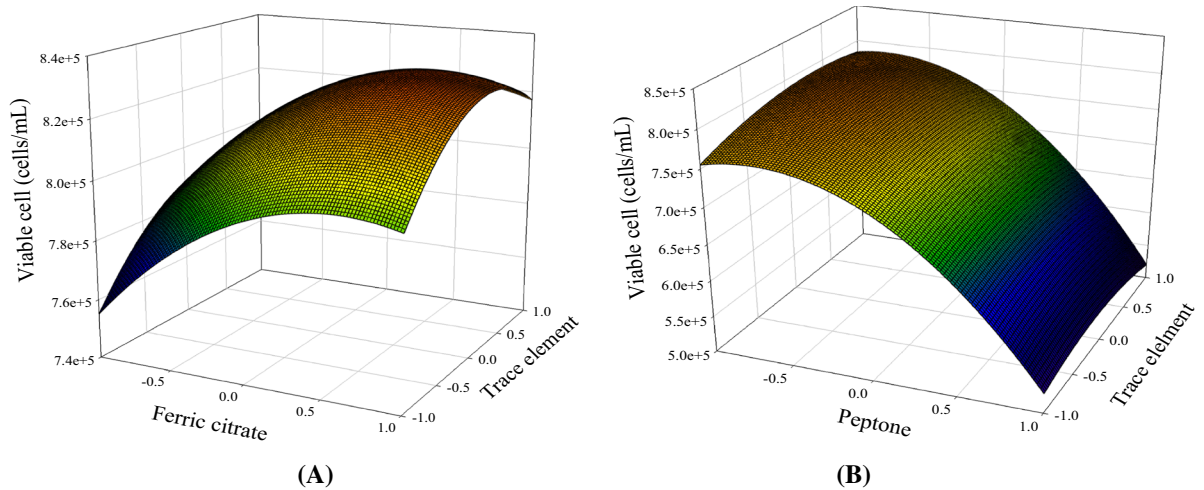 8.4e+5
8.2e+5
8.0e+5
7.8e+5
7.6e+5
7.4e+5
Viable cell (cells/mL)
-0.5
0.0
0.5
1.0
Ferric citrate
-1.0
-0.5
0.0
0.5
1.0
Trace element
(A)
8.5e+5
8.0e+5
7.5e+5
7.0e+5
6.5e+5
6.0e+5
5.5e+5
5.0e+5
Viable cell (cells/mL)
-0.5
0.0
0.5
1.0
Peptone
-1.0
-0.5
0.0
0.5
1.0
Trace elelment
(B)